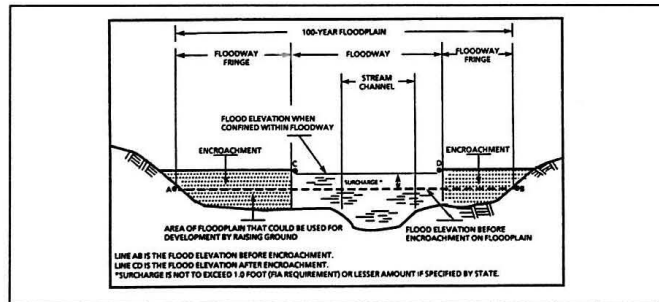 100-YEAR FLOODPLAIN
FLOODWAY
FRINGE
FLOODWAY
FLOODWAY
FRINGE
STREAM
CHANNEL
FLOOD ELEVATION WHEN
CONFINED WITHIN FLOODWAY
ENCROACHMENT
C
D
ENCROACHMENT
SURCHARGE *
A
B
AREA OF FLOODPLAIN THAT COULD BE USED FOR
DEVELOPMENT BY RAISING GROUND
FLOOD ELEVATION BEFORE
ENCROACHMENT ON FLOODPLAIN
LINE AB IS THE FLOOD ELEVATION BEFORE ENCROACHMENT.
LINE CD IS THE FLOOD ELEVATION AFTER ENCROACHMENT.
*SURCHARGE IS NOT TO EXCEED 1.0 FOOT (FIA REQUIREMENT) OR LESSER AMOUNT IF SPECIFIED BY STATE.